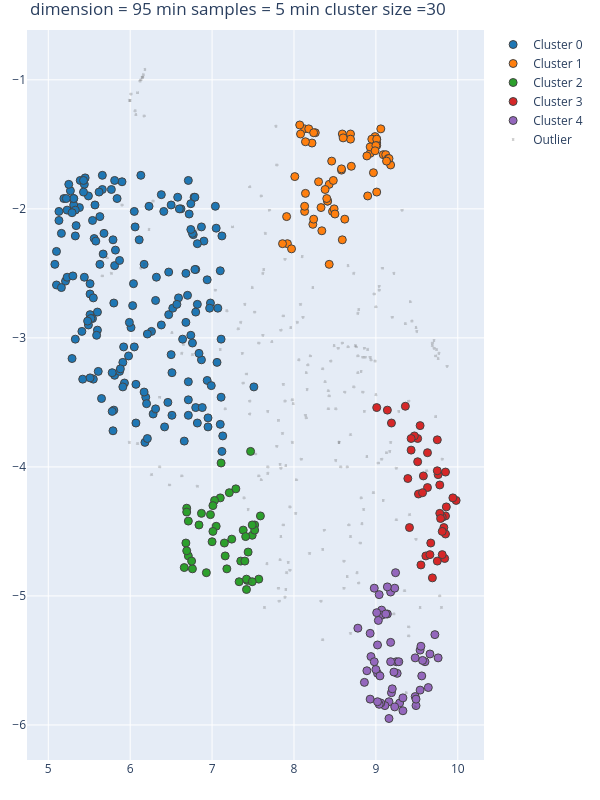 dimension = 95 min samples = 5 min cluster size =30
Cluster 0
Cluster 1
Cluster 2
Cluster 3
Cluster 4
Outlier
−1
−2
−3
−4
−5
−6
5 6 7 8 9 10